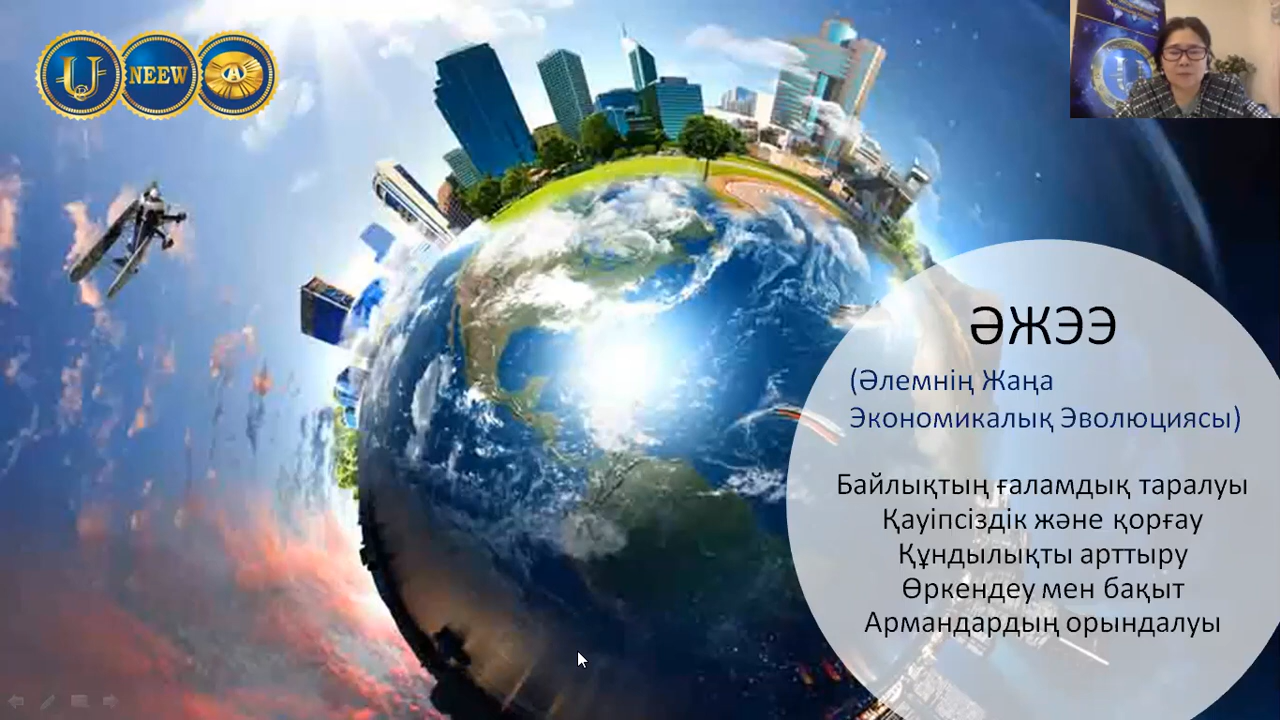 NEEW
ӘЖЭЭ
(Әлемнің Жаңа
Экономикалық Эволюциясы)
Байлықтың ғаламдық таралуы
Қауіпсіздік және қорғау
Құндылықты арттыру
Өркендеу мен бақыт
Армандардың орындалуы